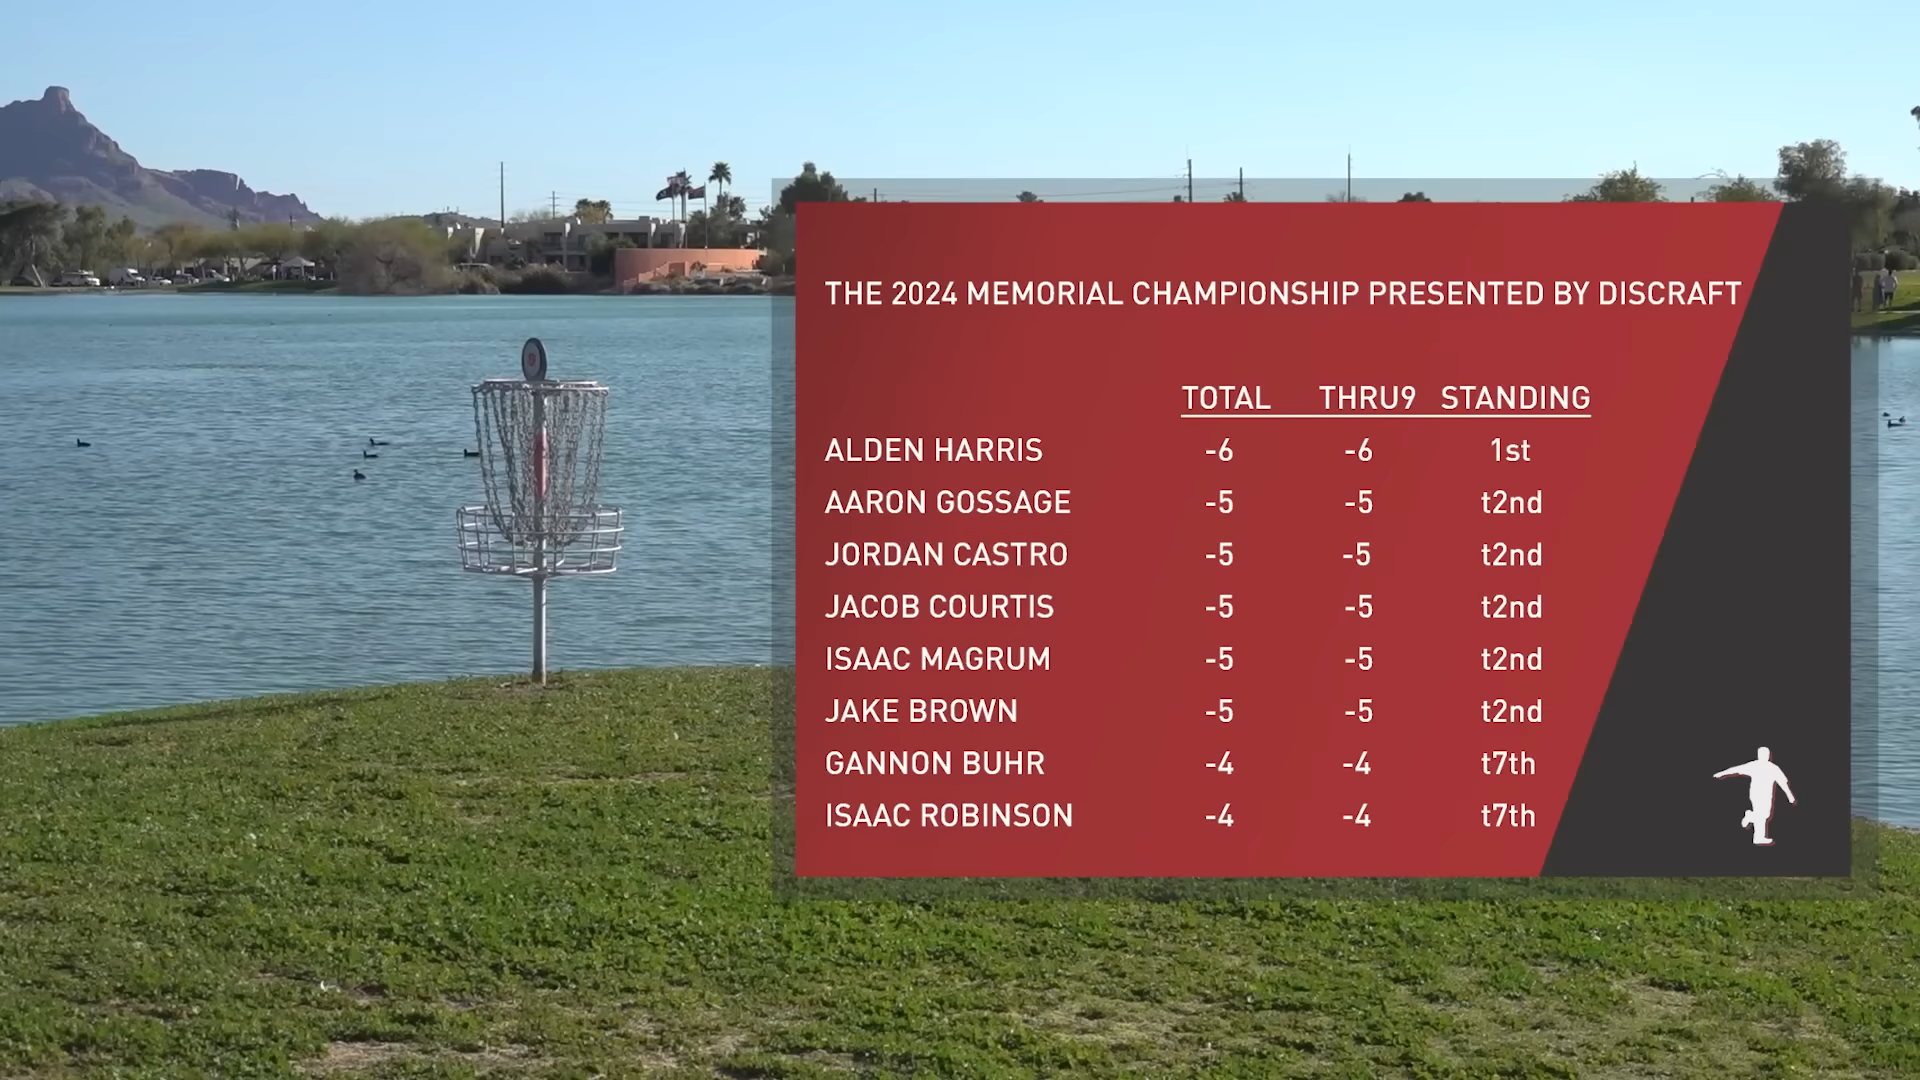 THE 2024 MEMORIAL CHAMPIONSHIP PRESENTED BY DISCRAFT
TOTAL THRU9 STANDING
ALDEN HARRIS -6 -6 1st
AARON GOSSAGE -5 -5 t2nd
JORDAN CASTRO -5 -5 t2nd
JACOB COURTIS -5 -5 t2nd
ISAAC MAGRUM -5 -5 t2nd
JAKE BROWN -5 -5 t2nd
GANNON BUHR -4 -4 t7th
ISAAC ROBINSON -4 -4 t7th